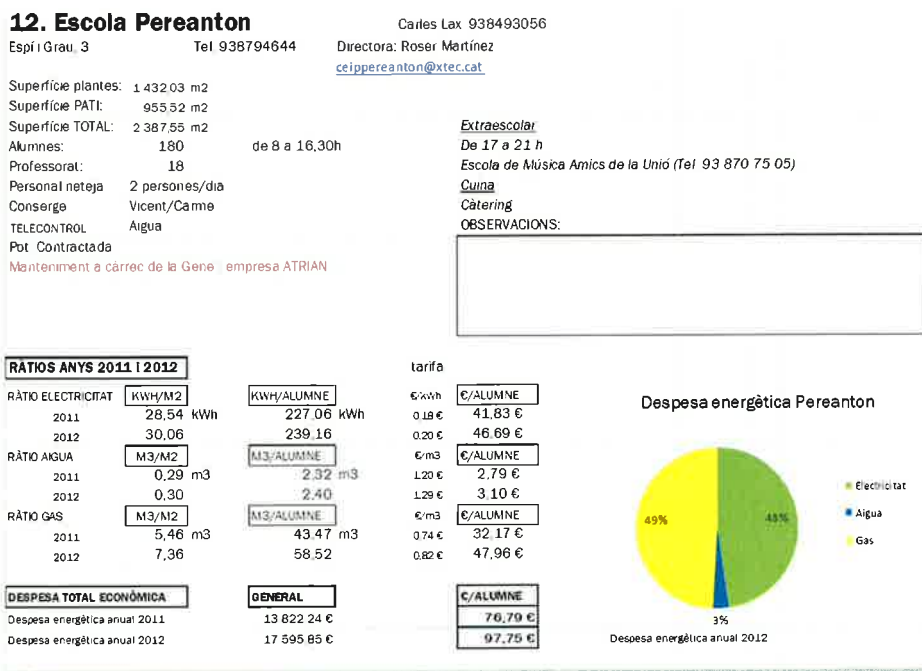 12. Escola Pereanton Carles Lax 938493056
Espí i Grau, 3 Tel 938794644 Directora: Roser Martínez
ceippereanton@xtec.cat
Superfície plantes: 1 432,03 m2
Superfície PATI: 955,52 m2
Superfície TOTAL: 2 387,55 m2
Alumnes: 180 de 8 a 16,30h
Professorat: 18
Personal neteja 2 persones/dia
Conserge Vicent/Carme
TELECONTROL Aigua
Pot Contractada
Manteniment a càrrec de la Gene empresa ATRIAN
Extraescolar
De 17 a 21 h
Escola de Música Amics de la Unió (Tel 93 870 75 05)
Cuina
Càtering
OBSERVACIONS:
RÀTIOS ANYS 2011 I 2012 tarifa
RÀTIO ELECTRICITAT KWH/M2 KWH/ALUMNE €/kWh €/ALUMNE
2011 28,54 kWh 227,06 kWh 0,18 € 41,83 €
2012 30,06 239,16 0,20 € 46,69 €
RÀTIO AIGUA M3/M2 M3/ALUMNE €/m3 €/ALUMNE
2011 0,29 m3 2,32 m3 1,20 € 2,79 €
2012 0,30 2,40 1,29 € 3,10 €
RÀTIO GAS M3/M2 M3/ALUMNE €/m3 €/ALUMNE
2011 5,46 m3 43,47 m3 0,74 € 32,17 €
2012 7,36 58,52 0,82 € 47,96 €
DESPESA TOTAL ECONÒMICA GENERAL €/ALUMNE
Despesa energètica anual 2011 13 822 24 € 76,79 €
Despesa energètica anual 2012 17 595 85 € 97,75 €
Despesa energètica Pereanton
49%
48%
3%
Electricitat
Aigua
Gas
Despesa energètica anual 2012